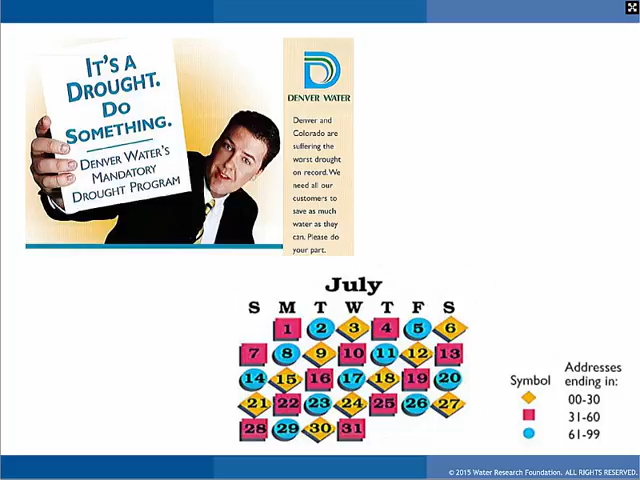 IT'S A
DROUGHT.
DO
SOMETHING.
DENVER WATER'S
MANDATORY
DROUGHT PROGRAM
DENVER WATER
Denver and
Colorado are
suffering the
worst drought
on record. We
need all our
customers to
save as much
water as they
can. Please do
your part.
July
S M T W T F S
1 2 3 4 5 6
7 8 9 10 11 12 13
14 15 16 17 18 19 20
21 22 23 24 25 26 27
28 29 30 31
Symbol Addresses
ending in:
00-30
31-60
61-99
© 2015 Water Research Foundation. ALL RIGHTS RESERVED.